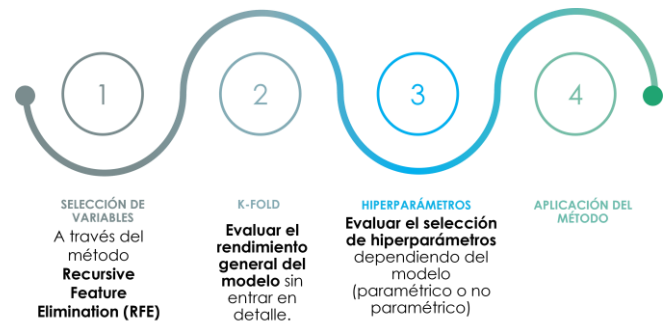 1
2
3
4
SELECCIÓN DE
VARIABLES
A través del
método
Recursive
Feature
Elimination (RFE)
K-FOLD
Evaluar el
rendimiento
general del
modelo sin
entrar en
detalle.
HIPERPARÁMETROS
Evaluar el selección
de hiperparámetros
dependiendo del
modelo
(paramétrico o no
paramétrico)
APLICACIÓN DEL
MÉTODO